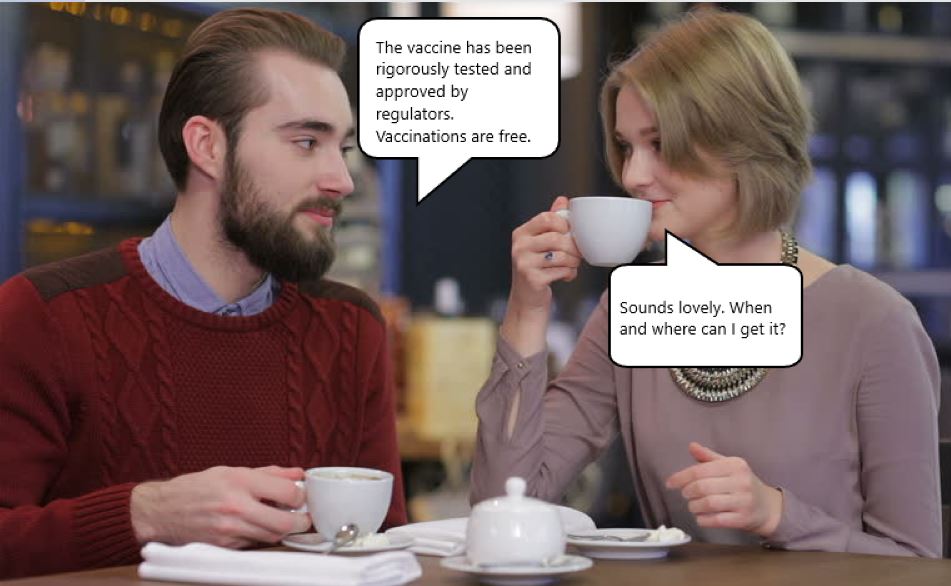 The vaccine has been
rigorously tested and
approved by
regulators.
Vaccinations are free.
Sounds lovely. When
and where can I get it?